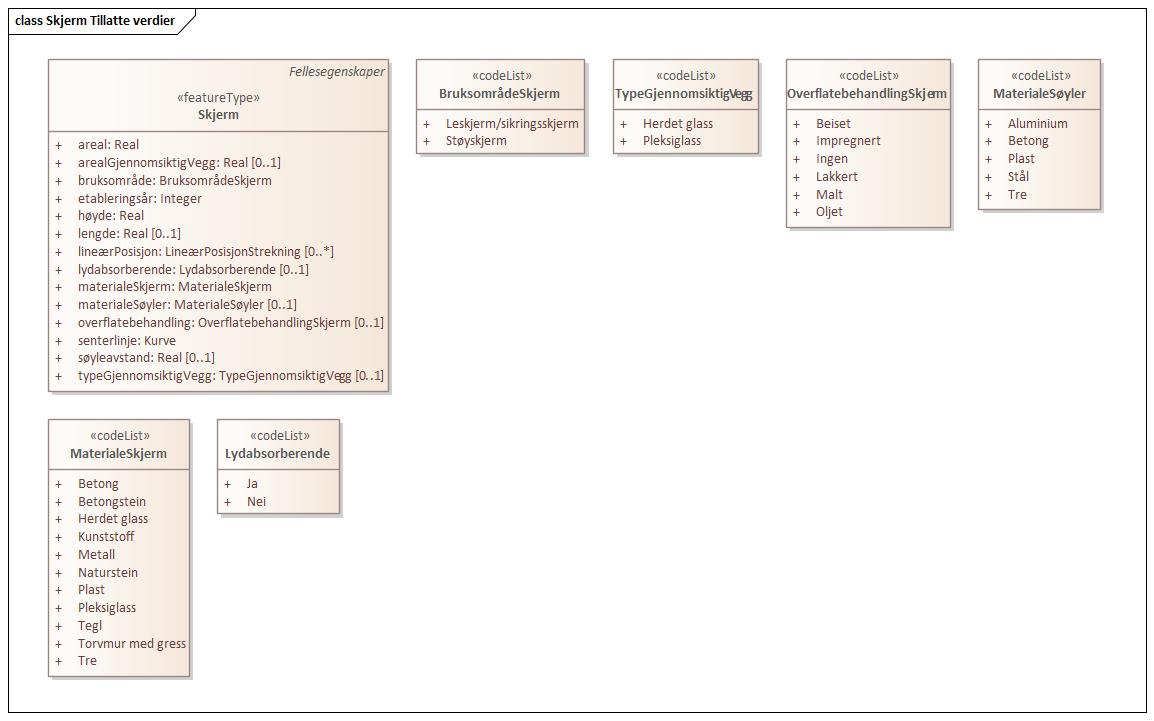 class Skjerm Tillatte verdier
Fellesegenskaper
«featureType»
Skjerm
+ areal: Real
+ arealGjennomsiktigVegg: Real [0..1]
+ bruksområde: BruksområdeSkjerm
+ etableringsår: Integer
+ høyde: Real
+ lengde: Real [0..1]
+ lineærPosisjon: LineærPosisjonStrekning [0..*]
+ lydabsorberende: Lydabsorberende [0..1]
+ materialeSkjerm: MaterialeSkjerm
+ materialeSøyler: MaterialeSøyler [0..1]
+ overflatebehandling: OverflatebehandlingSkjerm [0..1]
+ senterlinje: Kurve
+ søyleavstand: Real [0..1]
+ typeGjennomsiktigVegg: TypeGjennomsiktigVegg [0..1]
«codeList»
BruksområdeSkjerm
+ Leskjerm/sikringsskjerm
+ Støyskjerm
«codeList»
TypeGjennomsiktigVegg
+ Herdet glass
+ Pleksiglass
«codeList»
OverflatebehandlingSkjerm
+ Beiset
+ Impregnert
+ Ingen
+ Lakkert
+ Malt
+ Oljet
«codeList»
MaterialeSøyler
+ Aluminium
+ Betong
+ Plast
+ Stål
+ Tre
«codeList»
MaterialeSkjerm
+ Betong
+ Betongstein
+ Herdet glass
+ Kunststoff
+ Metall
+ Naturstein
+ Plast
+ Pleksiglass
+ Tegl
+ Torvmur med gress
+ Tre
«codeList»
Lydabsorberende
+ Ja
+ Nei